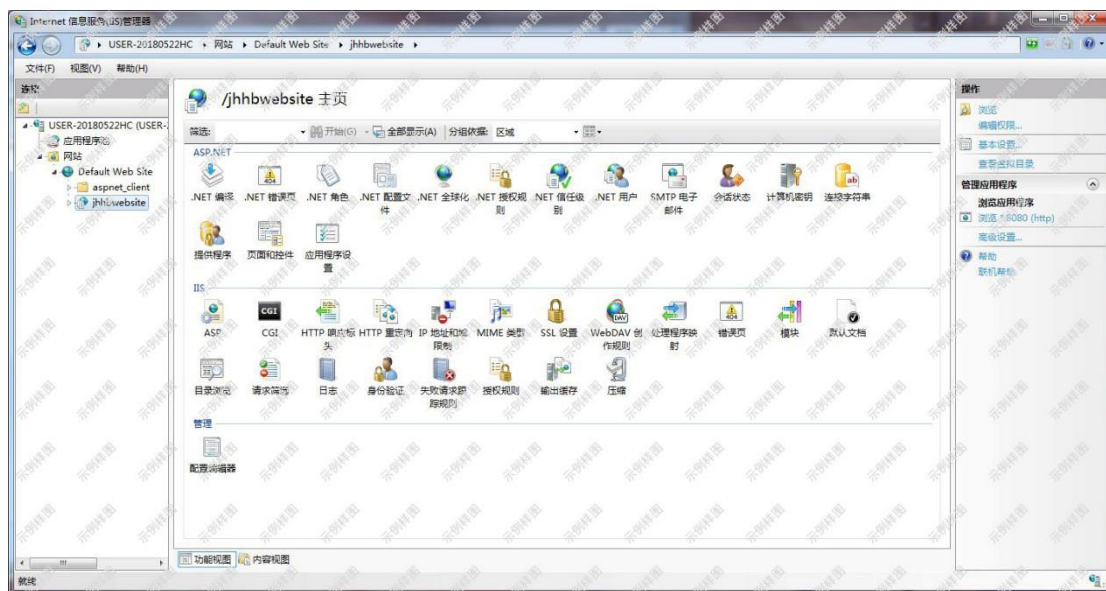 Internet 信息服务(IIS)管理器
USER-20180522HC 网站 Default Web Site jhhbwebsite
文件(F) 视图(V) 帮助(H)
连接
USER-20180522HC (USER-
应用程序池
网站
Default Web Site
aspnet_client
jhhbwebsite
/jhhbwebsite 主页
筛选: 开始(G) 全部显示(A) 分组依据: 区域
ASP.NET
.NET 编译 .NET 错误页 .NET 角色 .NET 配置文件 .NET 全球化 .NET 授权规则 .NET 信任级别 .NET 用户 SMTP 电子邮件 会话状态 计算机密钥 连接字符串
提供程序 页面和控件 应用程序设置
IIS
ASP CGI HTTP 响应标头 HTTP 重定向 IP 地址和域限制 MIME 类型 SSL 设置 WebDAV 创作规则 处理程序映射 错误页 模块 默认文档
目录浏览 请求筛选 日志 身份验证 失败请求跟踪规则 授权规则 输出缓存 压缩
管理
配置编辑器
功能视图 内容视图
就绪
操作
浏览
编辑权限...
基本设置...
查看虚拟目录
管理应用程序
浏览应用程序
浏览 *:8080 (http)
高级设置...
帮助
联机帮助
示例样图